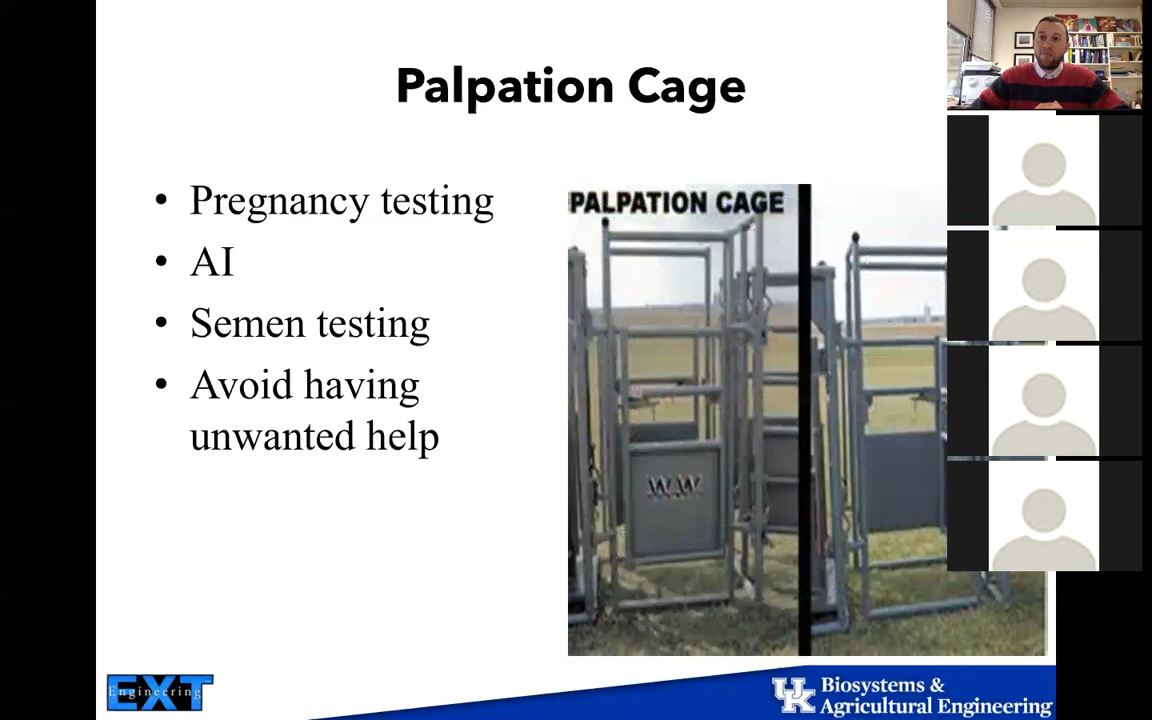 Palpation Cage
• Pregnancy testing
• AI
• Semen testing
• Avoid having
unwanted help
PALPATION CAGE
W.W
EXT
Engineering
UK
Biosystems &
Agricultural Engineering